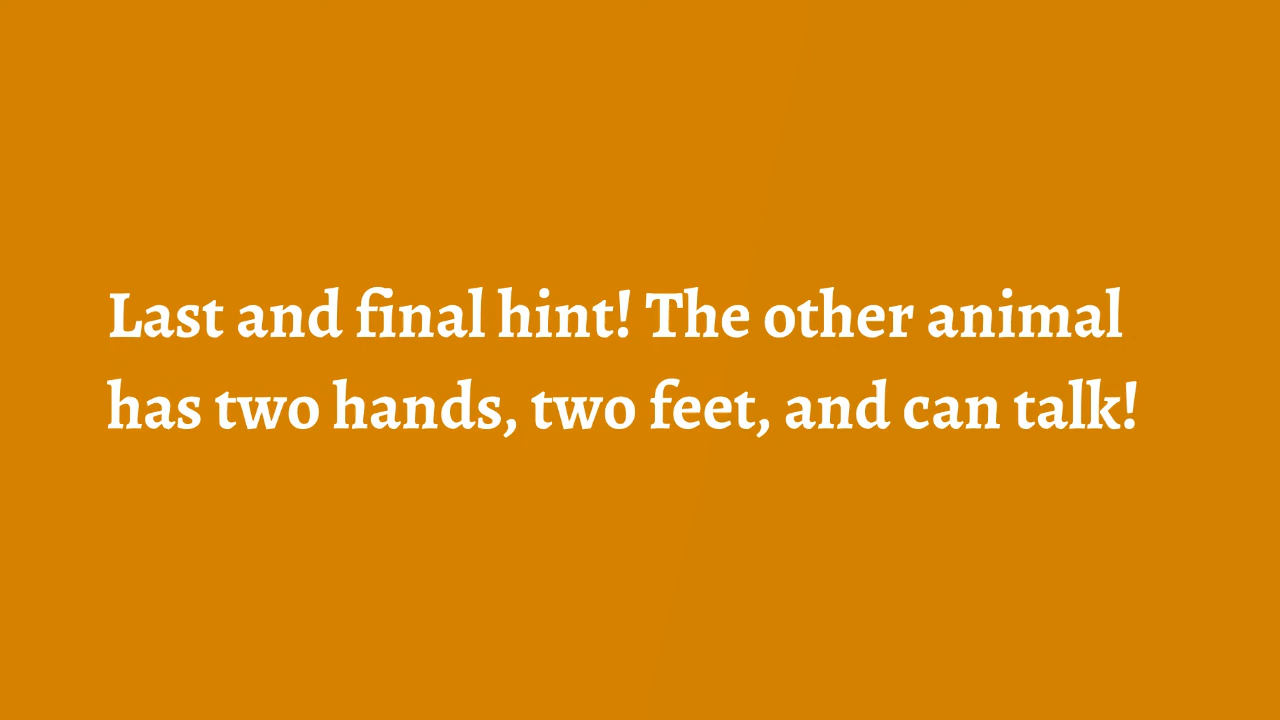 Last and final hint! The other animal
has two hands, two feet, and can talk!